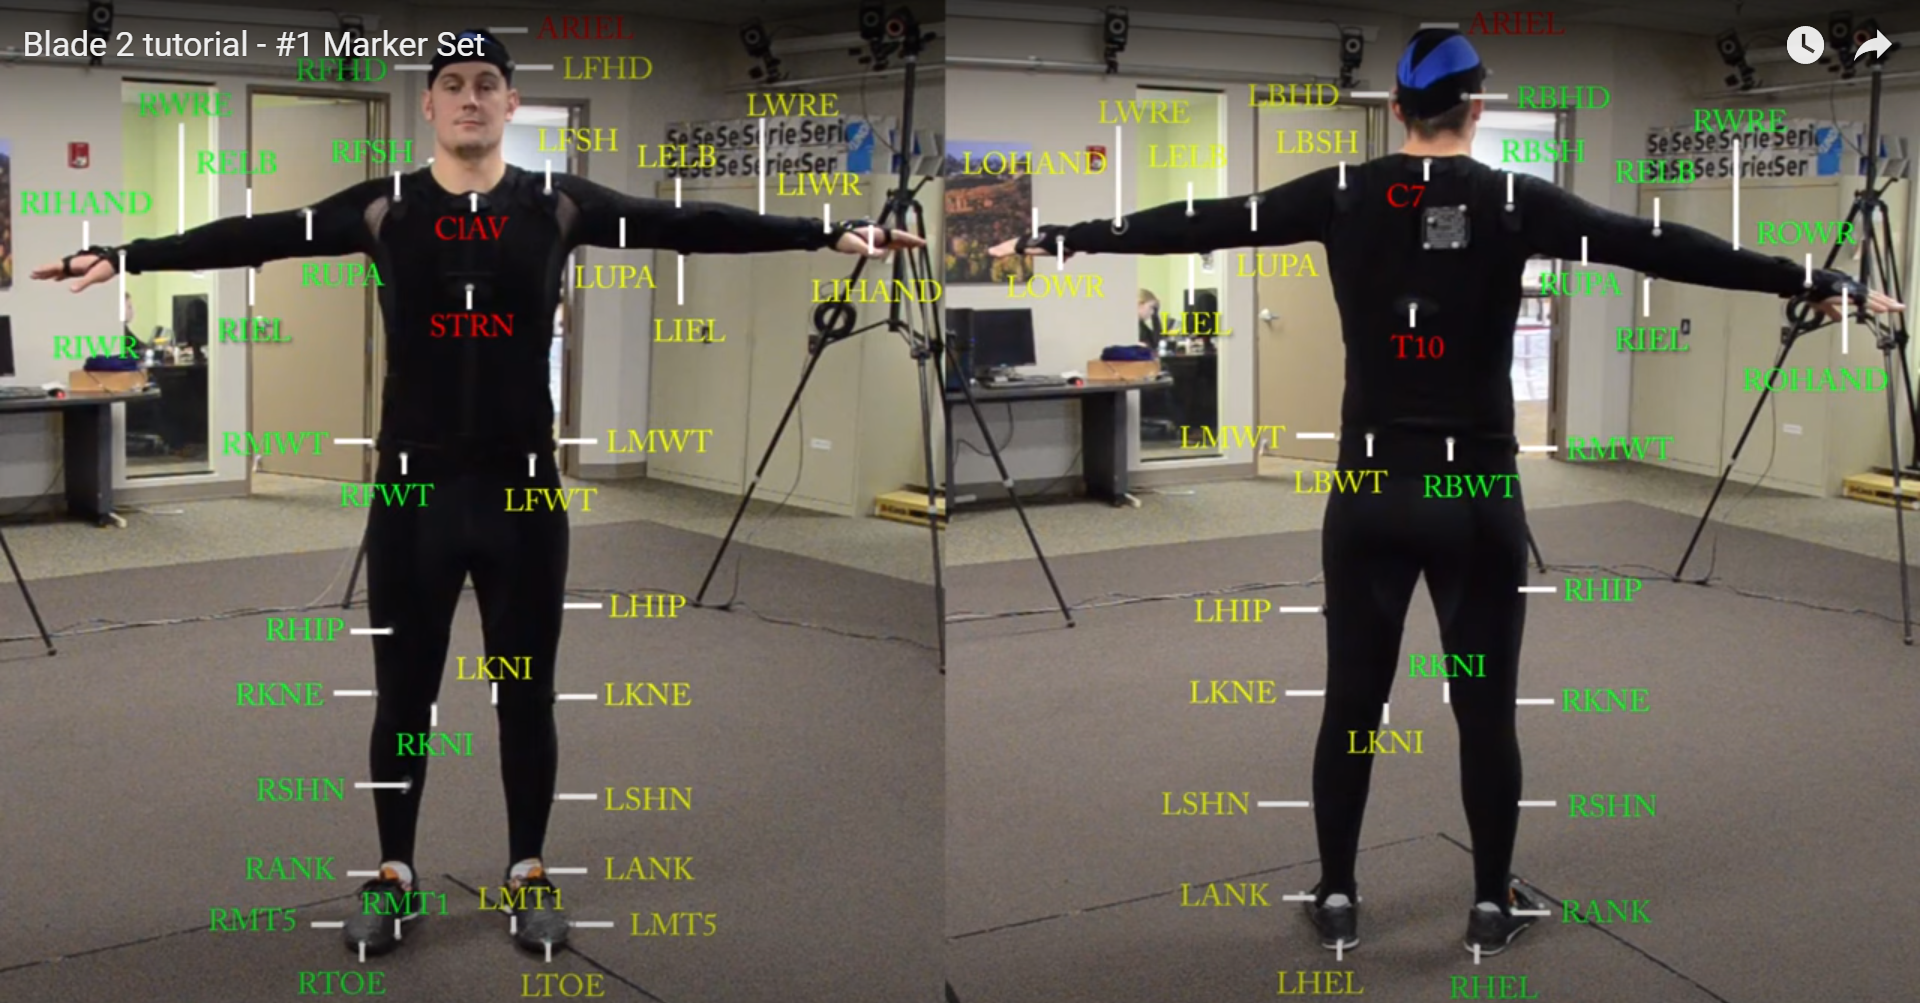 Blade 2 tutorial - #1 Marker Set
ARIEL
RFHD
LFHD
RWRE
LWRE
RFSH
LFSH
RELB
LELB
LIWR
RIHAND
ClAV
RUPA
LUPA
LIHAND
STRN
RIEL
LIEL
RIWR
RMWT
LMWT
RFWT
LFWT
LHIP
RHIP
LKNI
RKNE
LKNE
RKNI
RSHN
LSHN
RANK
LANK
RMT1
LMT1
RMT5
LMT5
RTOE
LTOE
ARIEL
LBHD
RBHD
LWRE
RWRE
LBSH
RBSH
LOHAND
LELB
RELB
C7
ROWR
LUPA
RUPA
LOWR
LIEL
RIEL
T10
ROHAND
LMWT
RMWT
LBWT
RBWT
RHIP
LHIP
RKNI
LKNE
RKNE
LKNI
LSHN
RSHN
LANK
RANK
LHEL
RHEL